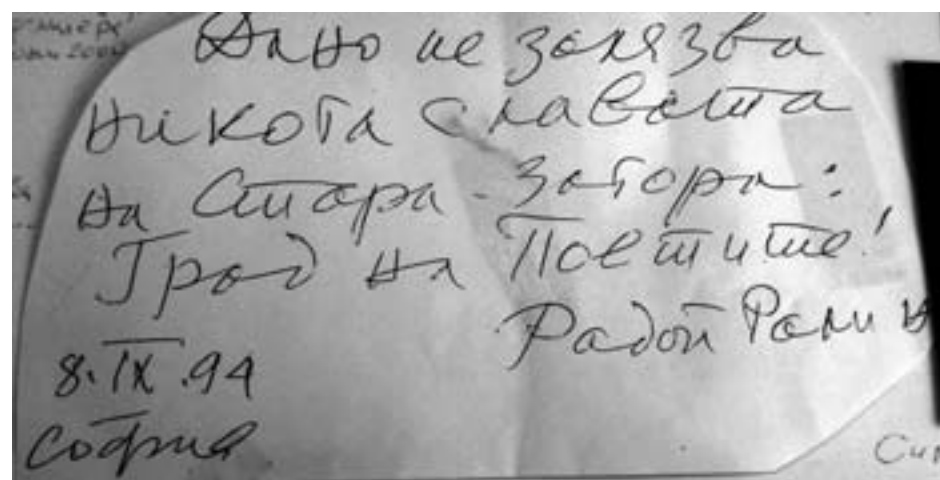 Дано не залязва
никога славата
на Стара-Загора:
Град на Поетите!
Радой Ралин
8.IX.94
София